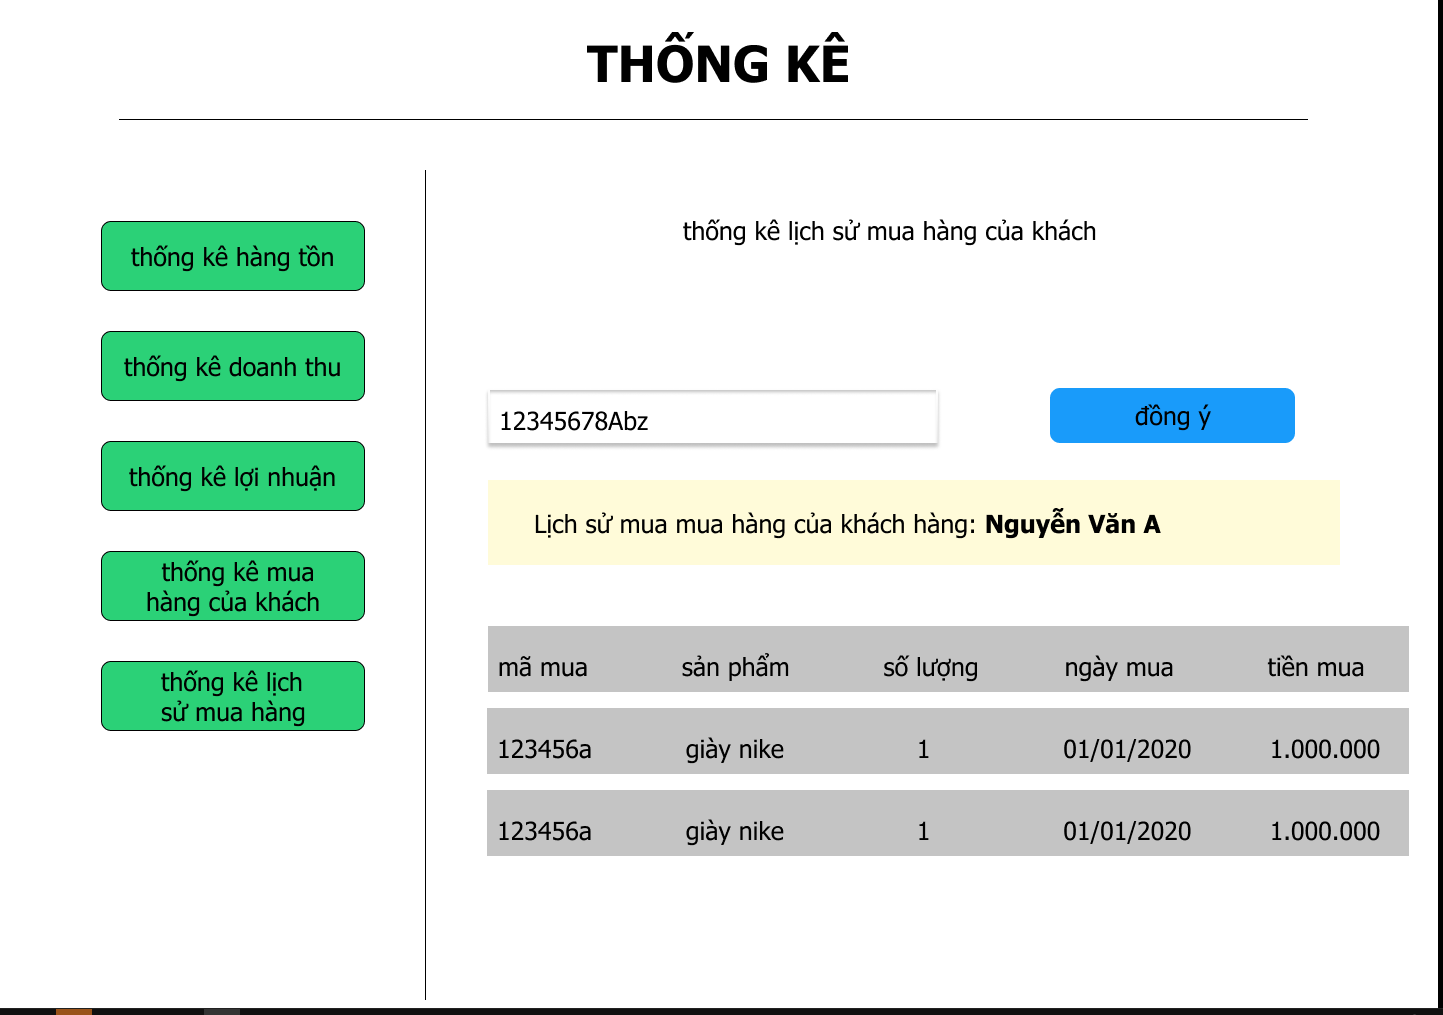 THỐNG KÊ
thống kê hàng tồn
thống kê doanh thu
thống kê lợi nhuận
thống kê mua
hàng của khách
thống kê lịch
sử mua hàng
thống kê lịch sử mua hàng của khách
12345678Abz
đồng ý
Lịch sử mua mua hàng của khách hàng: Nguyễn Văn A
mã mua sản phẩm số lượng ngày mua tiền mua
123456a giày nike 1 01/01/2020 1.000.000
123456a giày nike 1 01/01/2020 1.000.000